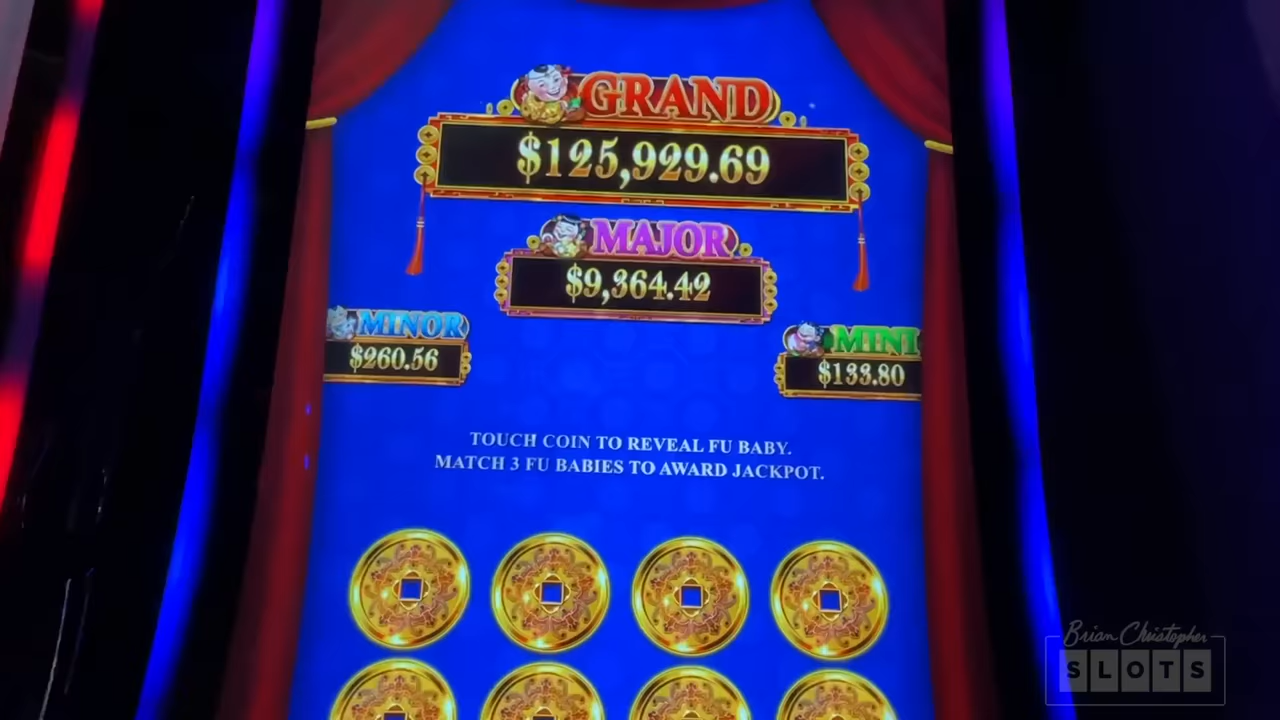 GRAND
$125,929.69
MAJOR
$9,364.42
MINOR
$260.56
MINI
$133.80
TOUCH COIN TO REVEAL FU BABY.
MATCH 3 FU BABIES TO AWARD JACKPOT.
Brian Christopher
SLOTS